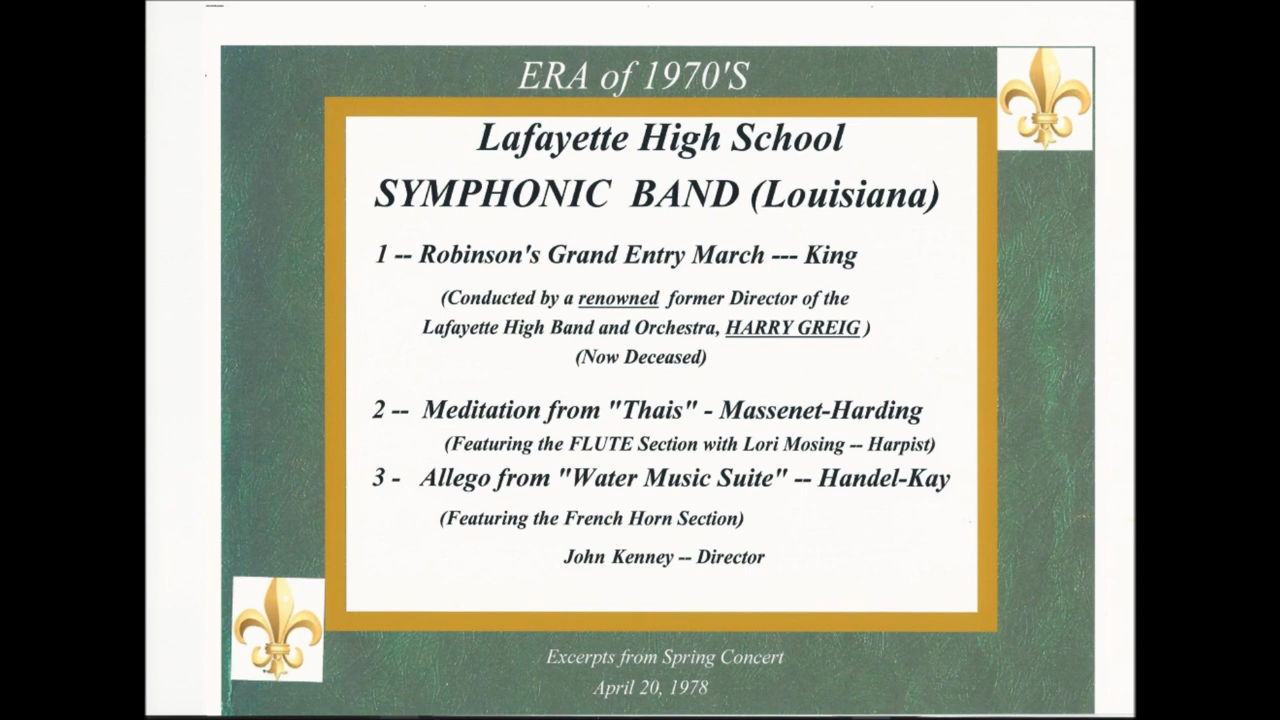 ERA of 1970'S
Lafayette High School
SYMPHONIC BAND (Louisiana)
1 -- Robinson's Grand Entry March --- King
(Conducted by a renowned former Director of the
Lafayette High Band and Orchestra, HARRY GREIG )
(Now Deceased)
2 -- Meditation from "Thais" - Massenet-Harding
(Featuring the FLUTE Section with Lori Mosing -- Harpist)
3 - Allego from "Water Music Suite" -- Handel-Kay
(Featuring the French Horn Section)
John Kenney -- Director
Excerpts from Spring Concert
April 20, 1978